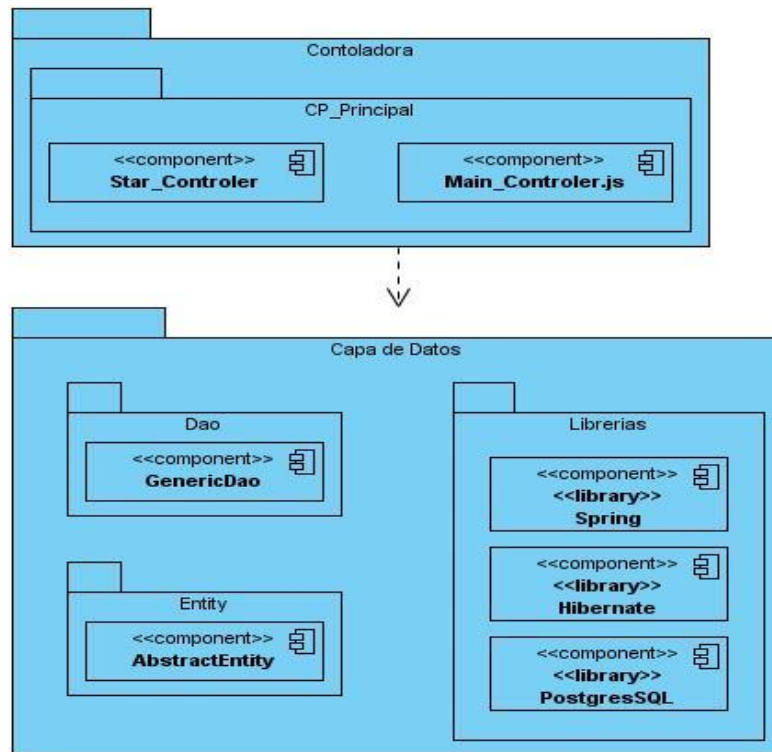 Contoladora
CP_Principal
<<component>>
Star_Controler
<<component>>
Main_Controler.js
Capa de Datos
Dao
<<component>>
GenericDao
Entity
<<component>>
AbstractEntity
Librerias
<<component>>
<<library>>
Spring
<<component>>
<<library>>
Hibernate
<<component>>
<<library>>
PostgresSQL